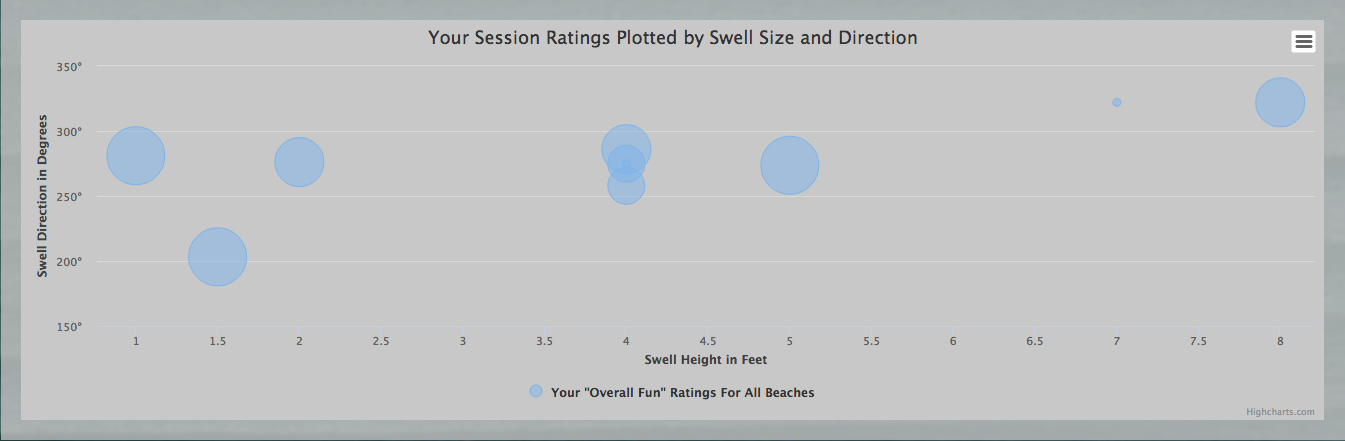 Your Session Ratings Plotted by Swell Size and Direction
Swell Direction in Degrees
350°
300°
250°
200°
150°
1 1.5 2 2.5 3 3.5 4 4.5 5 5.5 6 6.5 7 7.5 8
Swell Height in Feet
Your "Overall Fun" Ratings For All Beaches
Highcharts.com